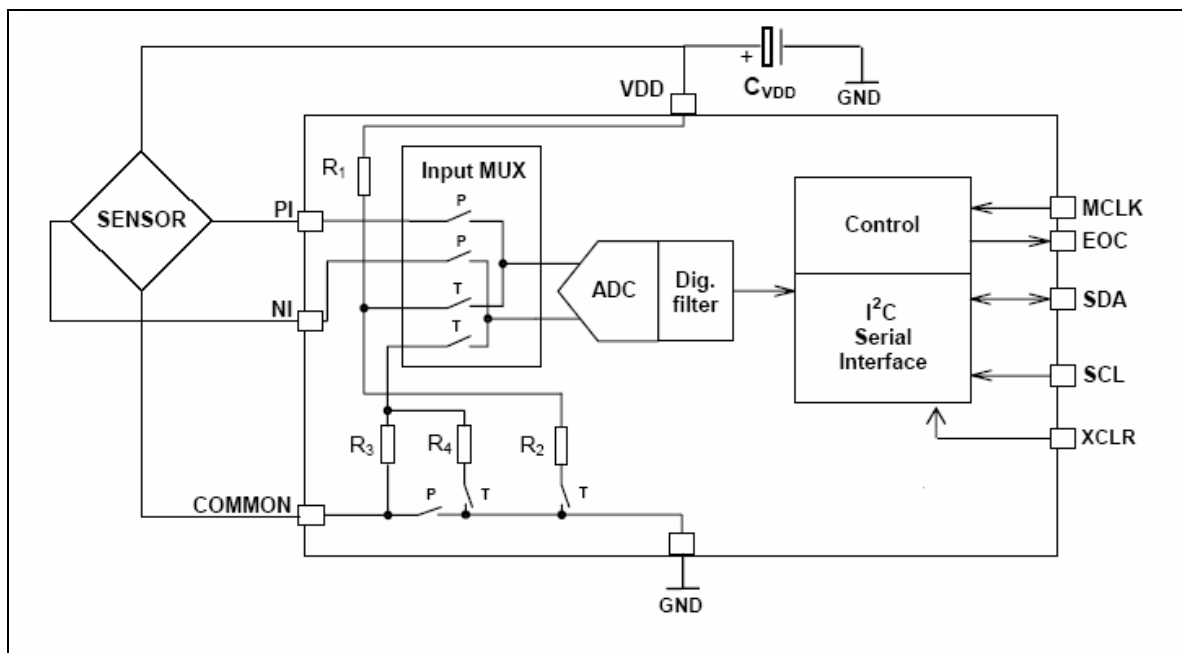 VDD
+
CVDD
GND
R1
Input MUX
P
SENSOR
PI
P
NI
T
T
ADC
Dig.
filter
Control
I²C
Serial
Interface
MCLK
EOC
SDA
SCL
XCLR
R3
R4
R2
COMMON
P
T
T
GND